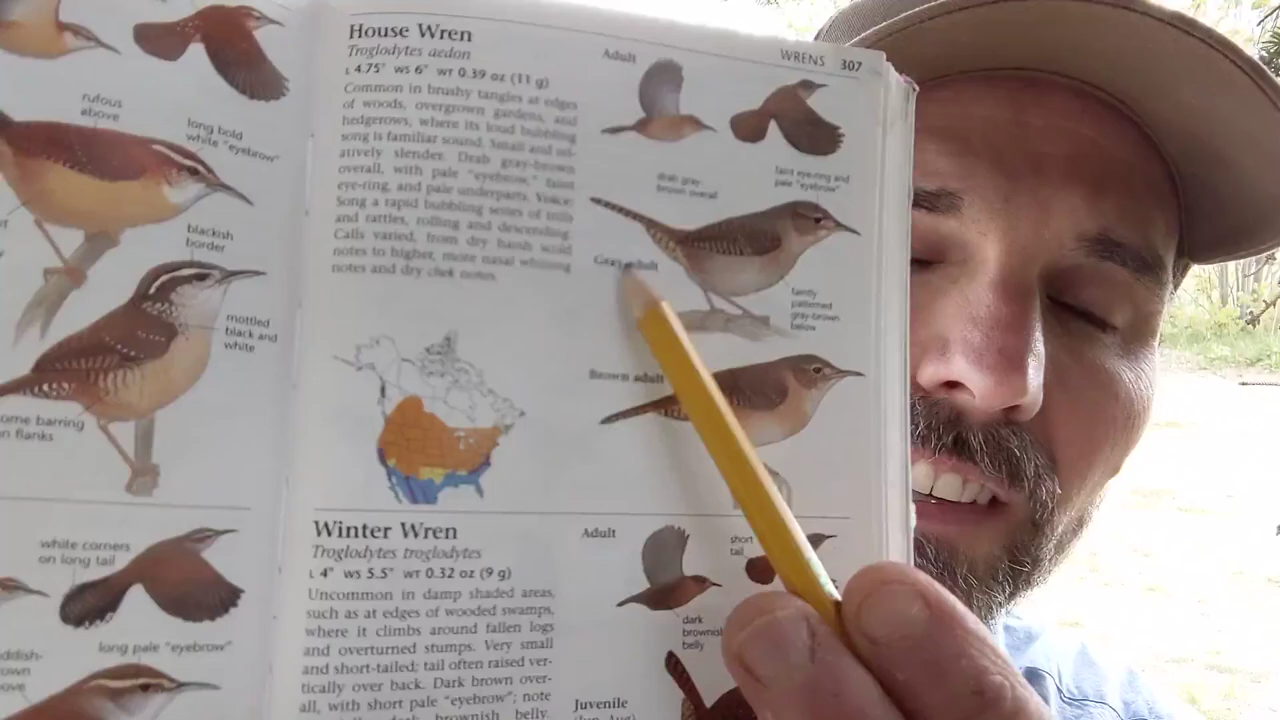 rufous
above
long bold
white "eyebrow"
blackish
border
mottled
black and
white
ome barring
n flanks
white corners
on long tail
long pale "eyebrow"
ddish-
own
ove
House Wren
Troglodytes aedon
L 4.75" WS 6" WT 0.39 oz (11 g)
Common in brushy tangles at edges
of woods, overgrown gardens, and
hedgerows, where its loud bubbling
song is familiar sound. Small and rel-
atively slender. Drab gray-brown
overall, with pale "eyebrow," faint
eye-ring, and pale underparts. Voice:
Song a rapid bubbling series of trills
and rattles, rolling and descending.
Calls varied, from dry harsh scold
notes to higher, more nasal whining
notes and dry chek notes.
WRENS 307
Adult
drab gray-
brown overall
faint eye-ring and
pale "eyebrow"
Gray adult
faintly
patterned
gray-brown
below
Brown adult
Winter Wren
Troglodytes troglodytes
L 4" WS 5.5" WT 0.32 oz (9 g)
Uncommon in damp shaded areas,
such as at edges of wooded swamps,
where it climbs around fallen logs
and overturned stumps. Very small
and short-tailed; tail often raised ver-
tically over back. Dark brown over-
all, with short pale "eyebrow"; note
brownish belly.
Adult
short
tail
dark
brownish
belly
Juvenile